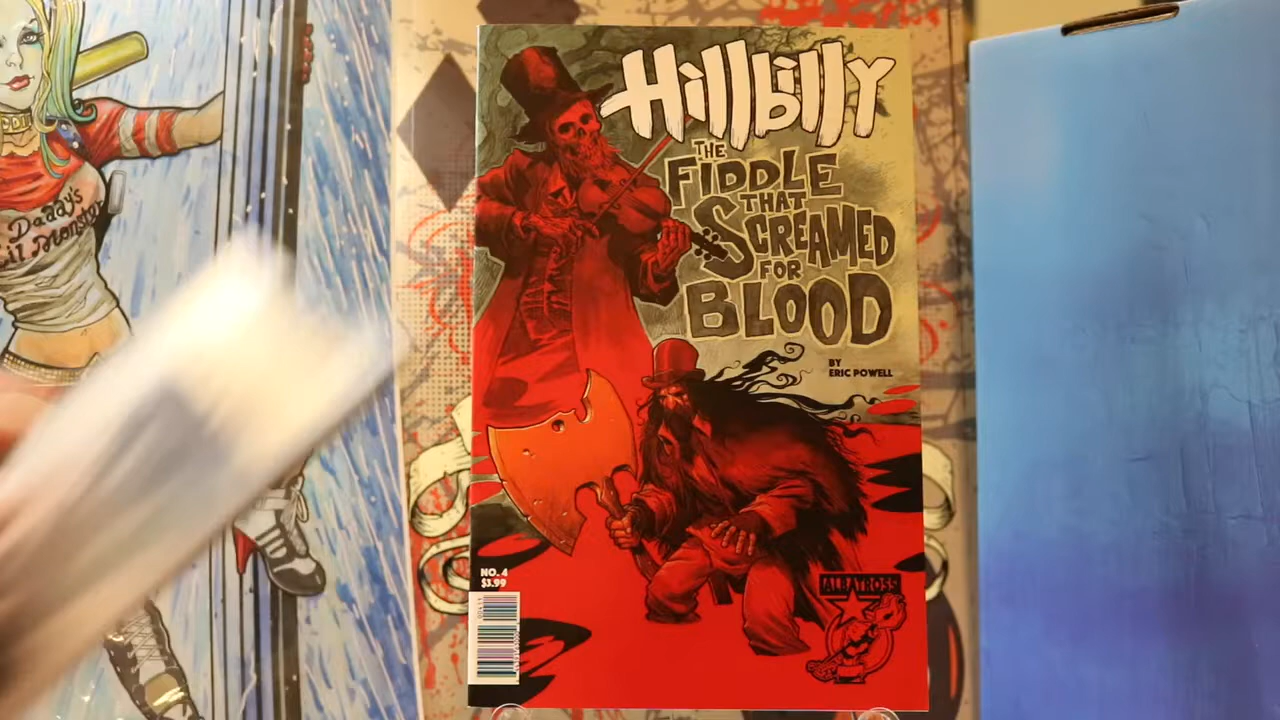 Daddy's
Lil Monster
Hillbilly
THE
FIDDLE
THAT
SCREAMED
FOR
BLOOD
BY
ERIC POWELL
NO. 4
$3.99
ALBATROSS